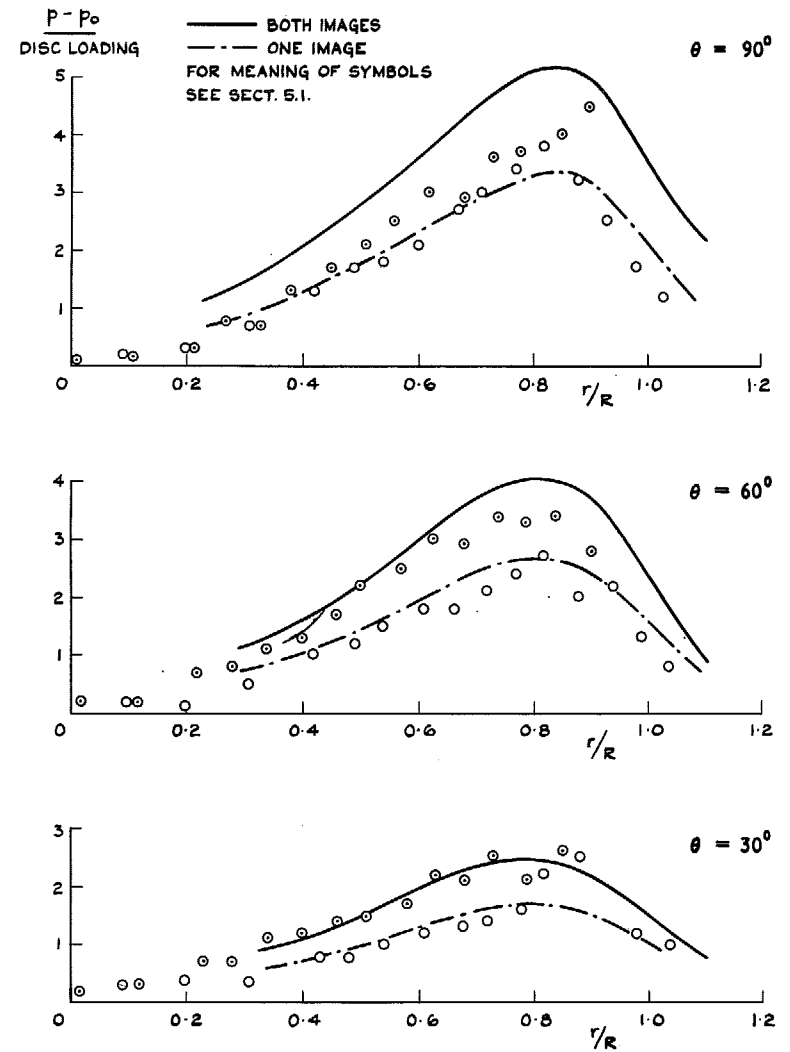 p - p₀
DISC LOADING
BOTH IMAGES
ONE IMAGE
FOR MEANING OF SYMBOLS
SEE SECT. 5.1.
θ = 90⁰
5
4
3
2
1
0 0·2 0·4 0·6 0·8 1·0 1·2
r/R
θ = 60⁰
4
3
2
1
0 0·2 0·4 0·6 0·8 1·0 1·2
r/R
θ = 30⁰
3
2
1
0 0·2 0·4 0·6 0·8 1·0 1·2
r/R